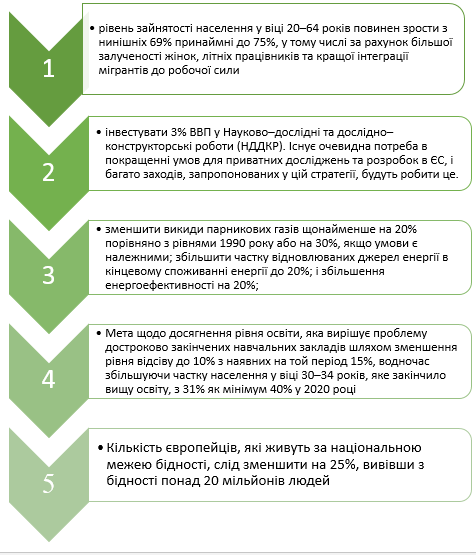 1
• рівень зайнятості населення у віці 20–64 років повинен зрости з
нинішніх 69% принаймні до 75%, у тому числі за рахунок більшої
залученості жінок, літніх працівників та кращої інтеграції
мігрантів до робочої сили
2
• інвестувати 3% ВВП у Науково–дослідні та дослідно–
конструкторські роботи (НДДКР). Існує очевидна потреба в
покращенні умов для приватних досліджень та розробок в ЄС, і
багато заходів, запропонованих у цій стратегії, будуть робити це.
3
• зменшити викиди парникових газів щонайменше на 20%
порівняно з рівнями 1990 року або на 30%, якщо умови є
належними; збільшити частку відновлюваних джерел енергії в
кінцевому споживанні енергії до 20%; і збільшення
енергоефективності на 20%;
4
• Мета щодо досягнення рівня освіти, яка вирішує проблему
достроково закінчених навчальних закладів шляхом зменшення
рівня відсіву до 10% з наявних на той період 15%, водночас
збільшуючи частку населення у віці 30–34 років, яке закінчило
вищу освіту, з 31% як мінімум 40% у 2020 році
5
• Кількість європейців, які живуть за національною
межею бідності, слід зменшити на 25%, вивівши з
бідності понад 20 мільйонів людей